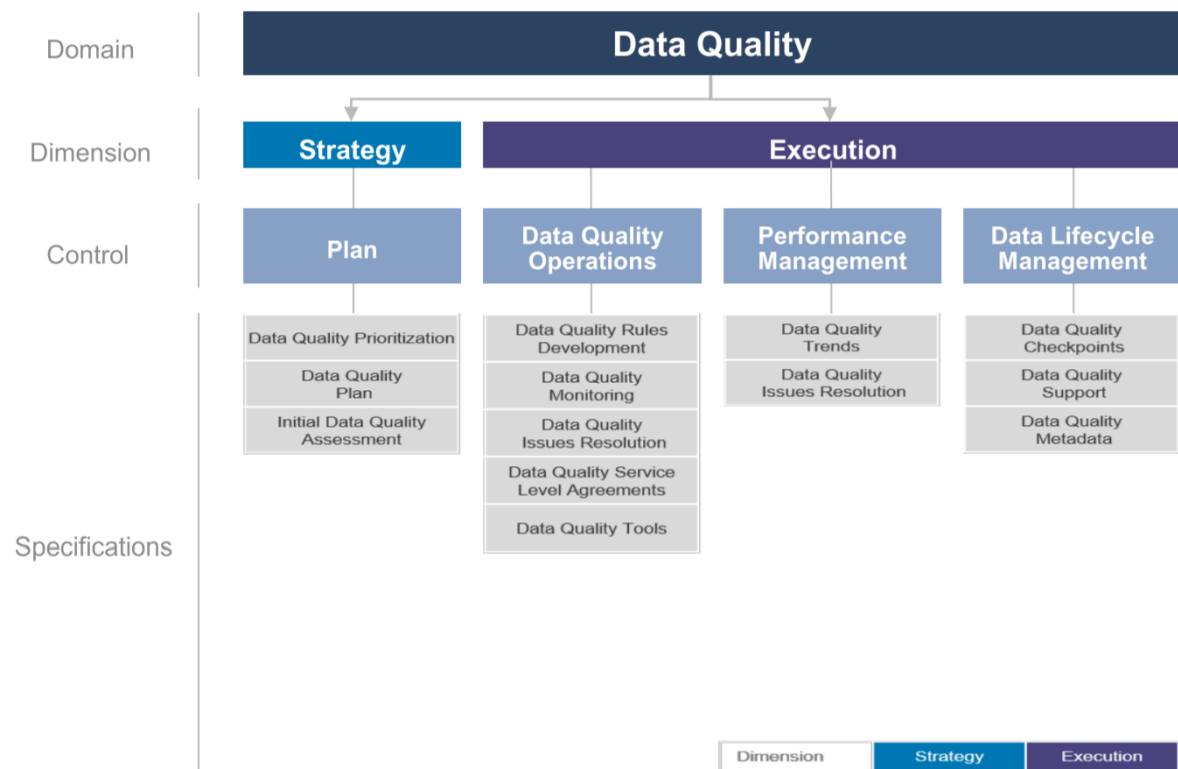 Domain
Data Quality
Dimension
Strategy
Execution
Control
Plan
Data Quality
Operations
Performance
Management
Data Lifecycle
Management
Specifications
Data Quality Prioritization
Data Quality
Plan
Initial Data Quality
Assessment
Data Quality Rules
Development
Data Quality
Monitoring
Data Quality
Issues Resolution
Data Quality Service
Level Agreements
Data Quality Tools
Data Quality
Trends
Data Quality
Issues Resolution
Data Quality
Checkpoints
Data Quality
Support
Data Quality
Metadata
Dimension
Strategy
Execution